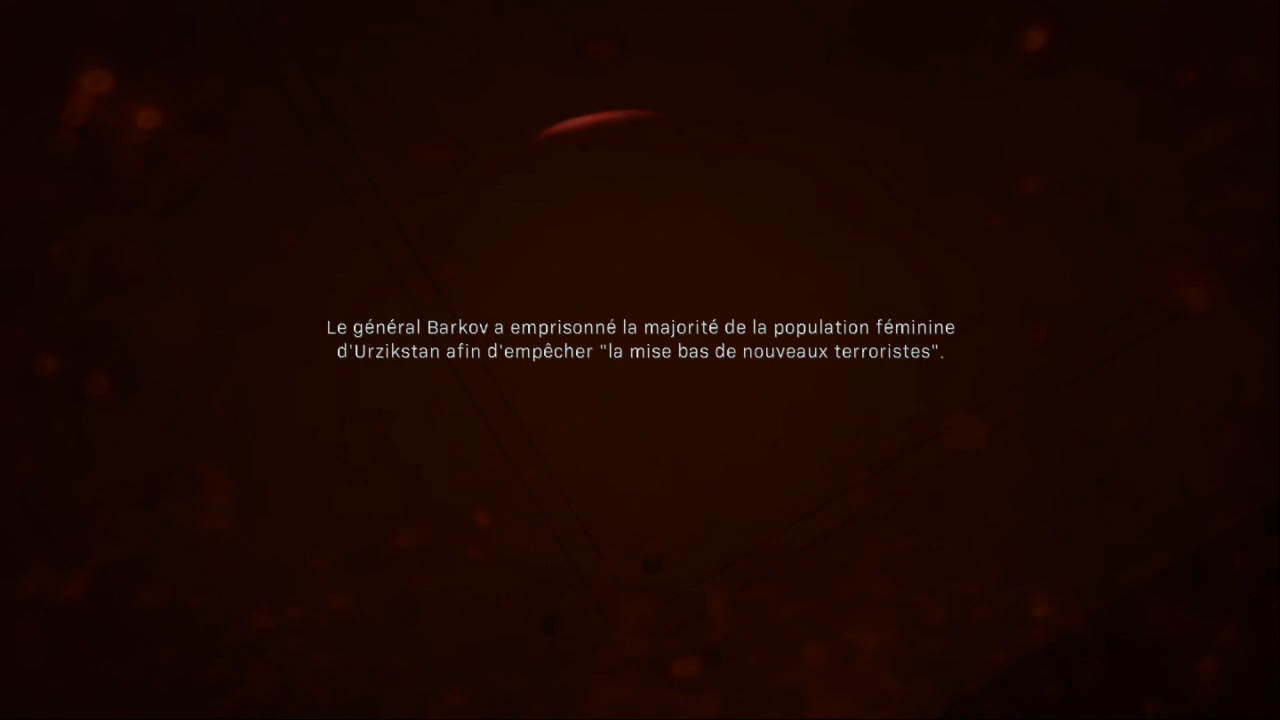 Le général Barkov a emprisonné la majorité de la population féminine
d'Urzikstan afin d'empêcher "la mise bas de nouveaux terroristes".